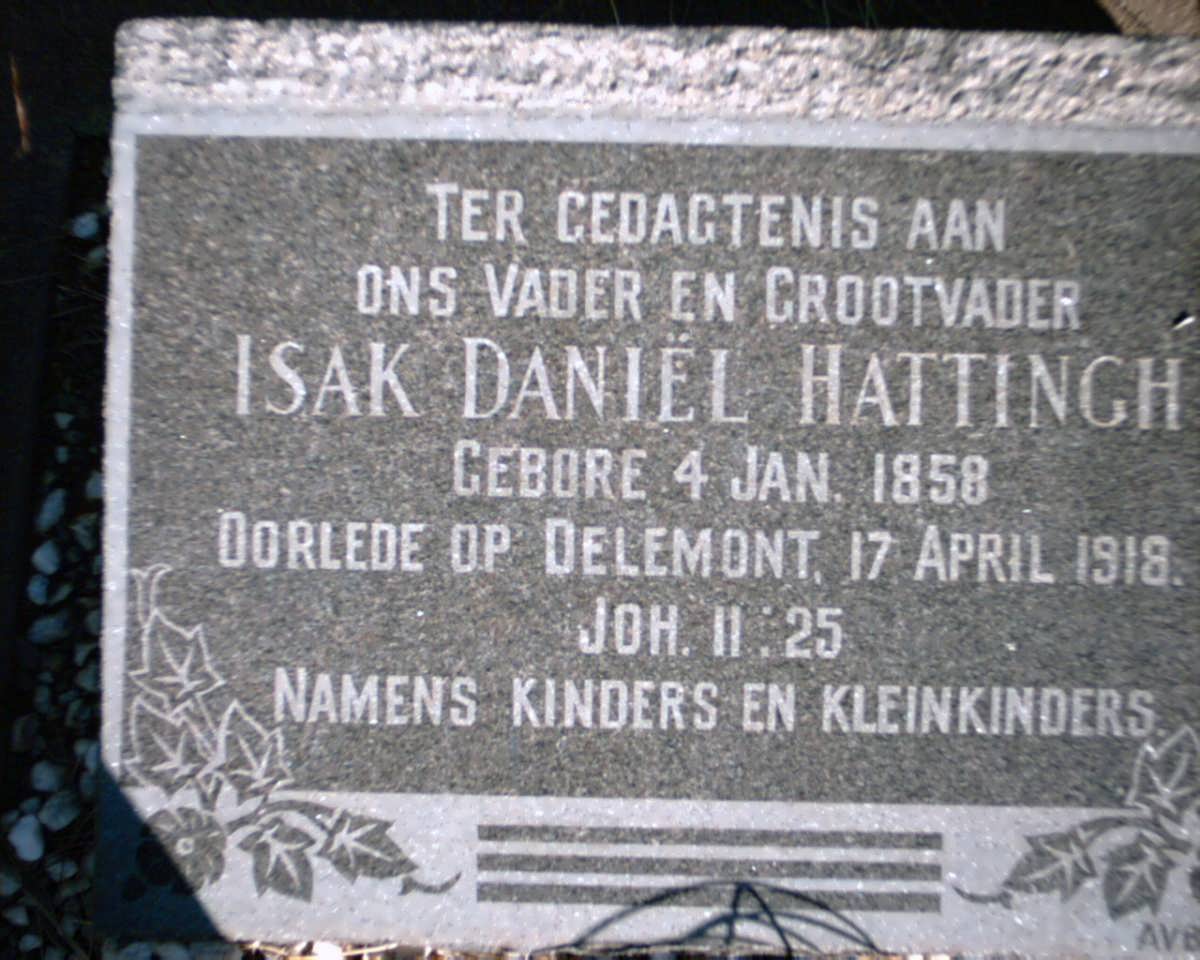 TER GEDAGTENIS AAN
ONS VADER EN GROOTVADER
ISAK DANIËL HATTINGH
GEBORE 4 JAN. 1858
OORLEDE OP DELEMONT, 17 APRIL 1918.
JOH. 11 : 25
NAMENS KINDERS EN KLEINKINDERS.